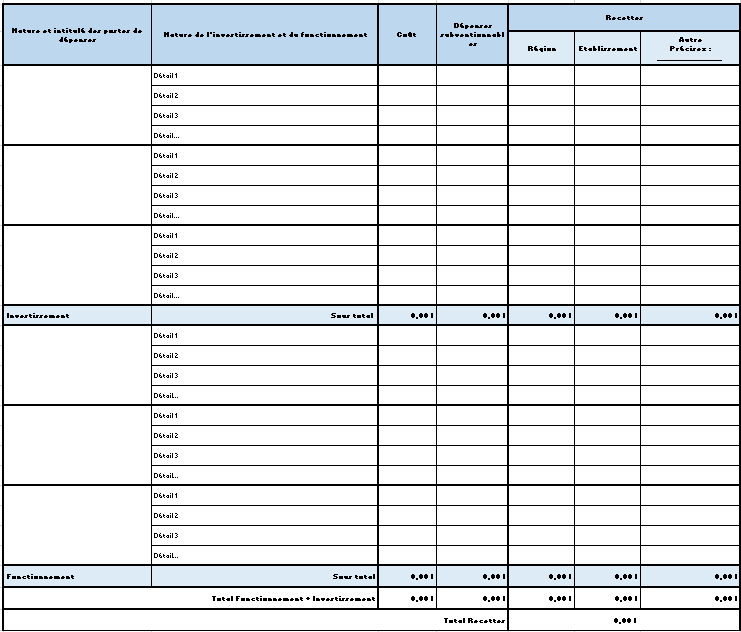 Nature et intitulé des postes de dépenses
Nature de l'investissement et du fonctionnement
Coût
Dépenses subventionnables
Recettes
Région
Etablissement
Autre
Précisez :
Détail 1
Détail 2
Détail 3
Détail...
Détail 1
Détail 2
Détail 3
Détail...
Détail 1
Détail 2
Détail 3
Détail...
Investissement Sous total 0,00 € 0,00 € 0,00 € 0,00 € 0,00 €
Détail 1
Détail 2
Détail 3
Détail...
Détail 1
Détail 2
Détail 3
Détail...
Détail 1
Détail 2
Détail 3
Détail...
Fonctionnement Sous total 0,00 € 0,00 € 0,00 € 0,00 € 0,00 €
Total Fonctionnement + Investissement 0,00 € 0,00 € 0,00 € 0,00 € 0,00 €
Total Recettes 0,00 €